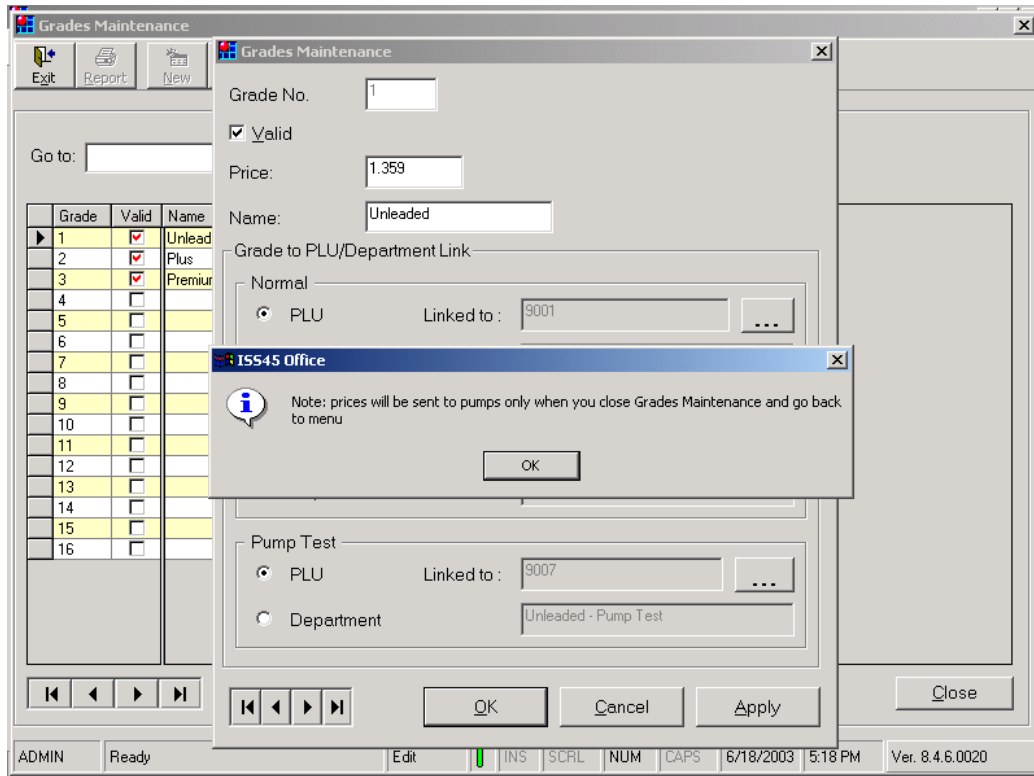 Grades Maintenance
Exit
Report
New
Go to:
Grade Valid Name
1 Unlead
2 Plus
3 Premiur
4
5
6
7
8
9
10
11
12
13
14
15
16
Grades Maintenance
Grade No. 1
Valid
Price: 1.359
Name: Unleaded
Grade to PLU/Department Link
Normal
PLU Linked to : 9001 ...
ISS45 Office
Note: prices will be sent to pumps only when you close Grades Maintenance and go back
to menu
OK
Pump Test
PLU Linked to : 9007 ...
Department Unleaded - Pump Test
OK Cancel Apply
Close
ADMIN Ready Edit INS SCRL NUM CAPS 6/18/2003 5:18 PM Ver. 8.4.6.0020